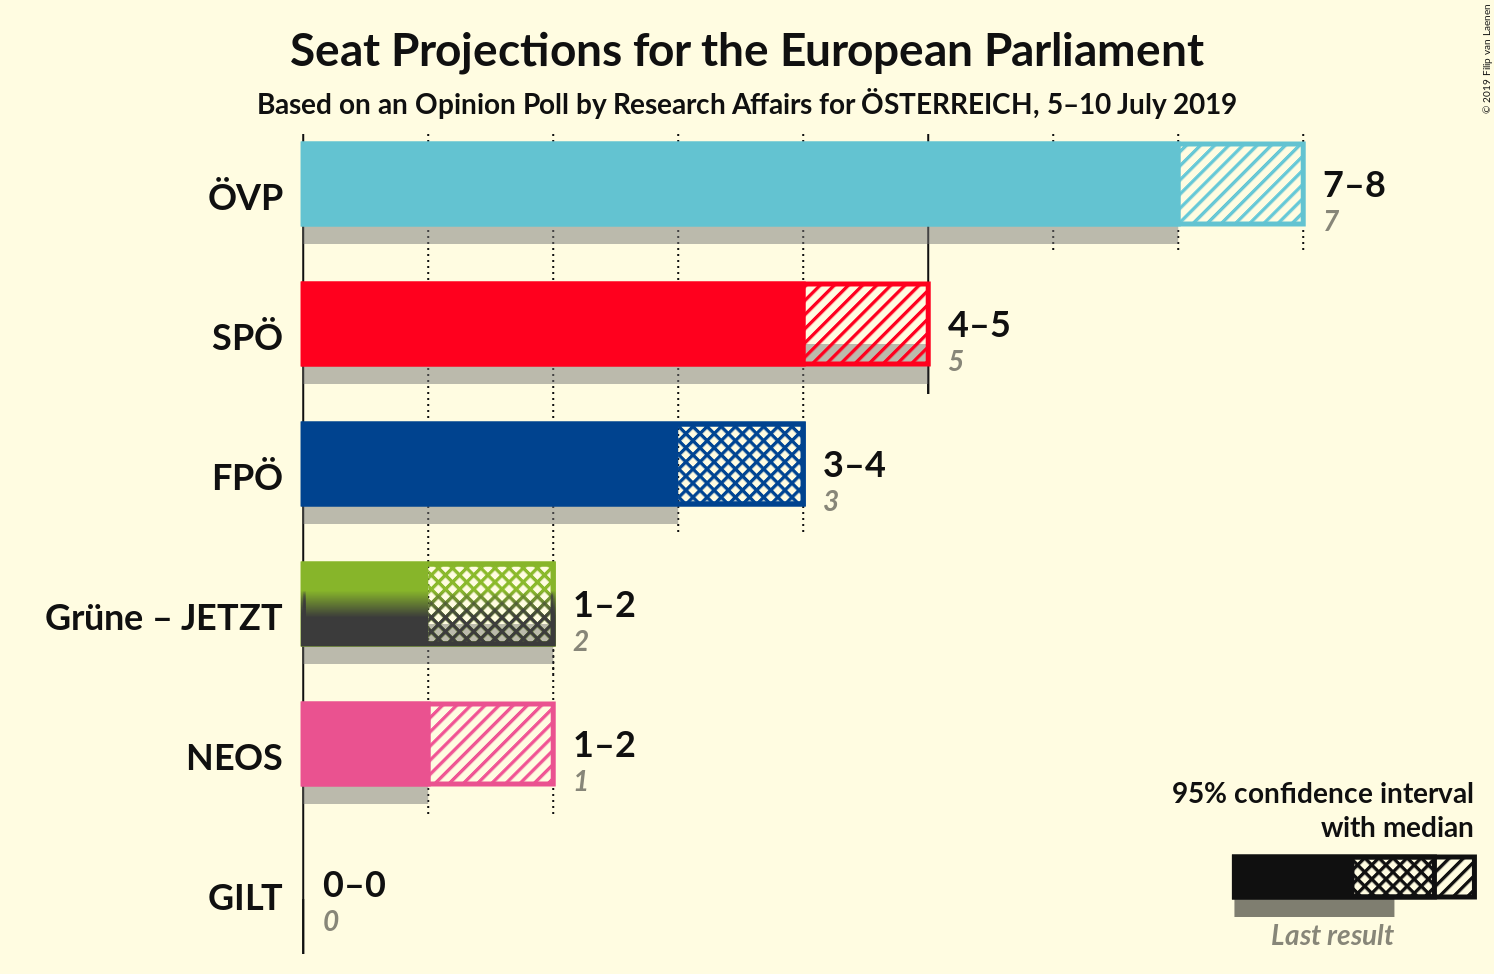 Seat Projections for the European Parliament
Based on an Opinion Poll by Research Affairs for ÖSTERREICH, 5–10 July 2019
© 2019 Filip van Laenen
ÖVP
7–8
7
SPÖ
4–5
5
FPÖ
3–4
3
Grüne – JETZT
1–2
2
NEOS
1–2
1
GILT
0–0
0
95% confidence interval
with median
Last result